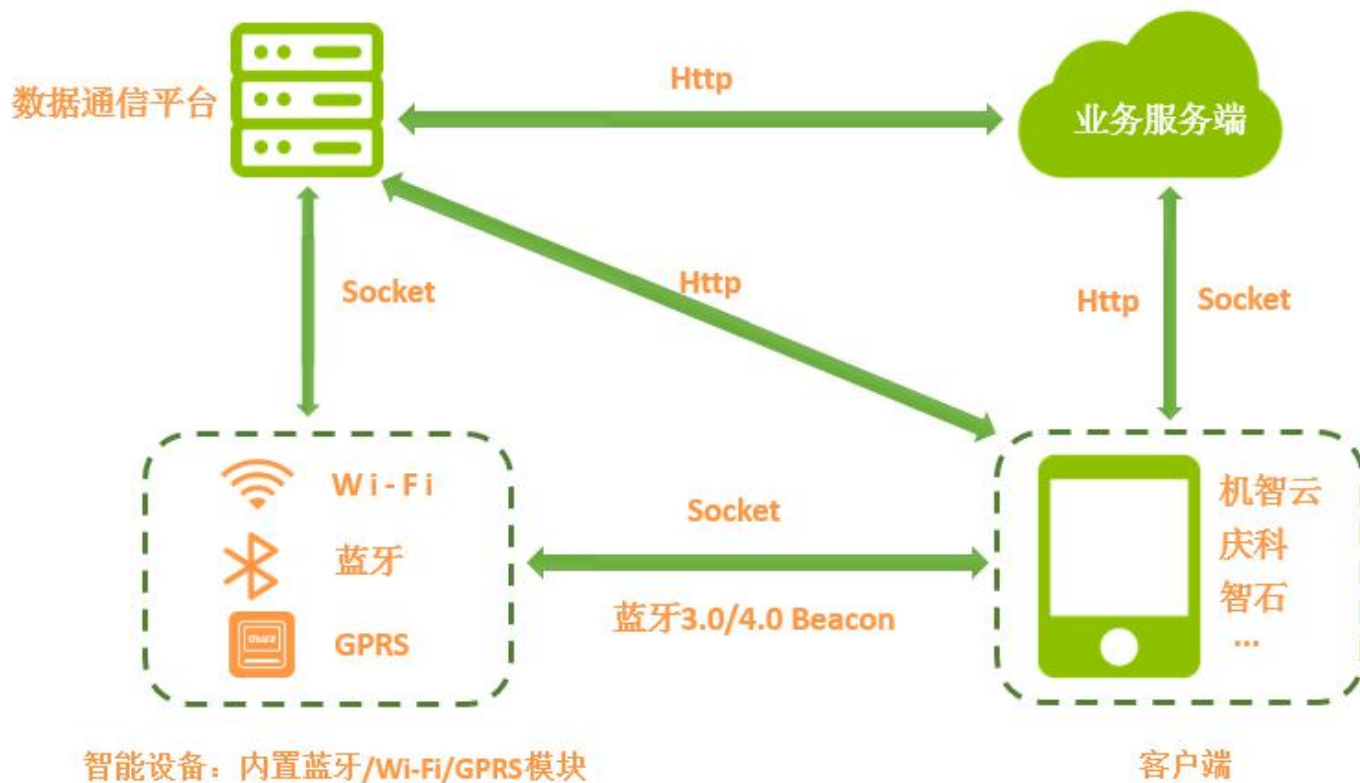 数据通信平台
Http
业务服务端
Socket
Http
Http
Socket
Wi-Fi
蓝牙
GPRS
Socket
蓝牙3.0/4.0 Beacon
机智云
庆科
智石
...
智能设备：内置蓝牙/Wi-Fi/GPRS模块
客户端